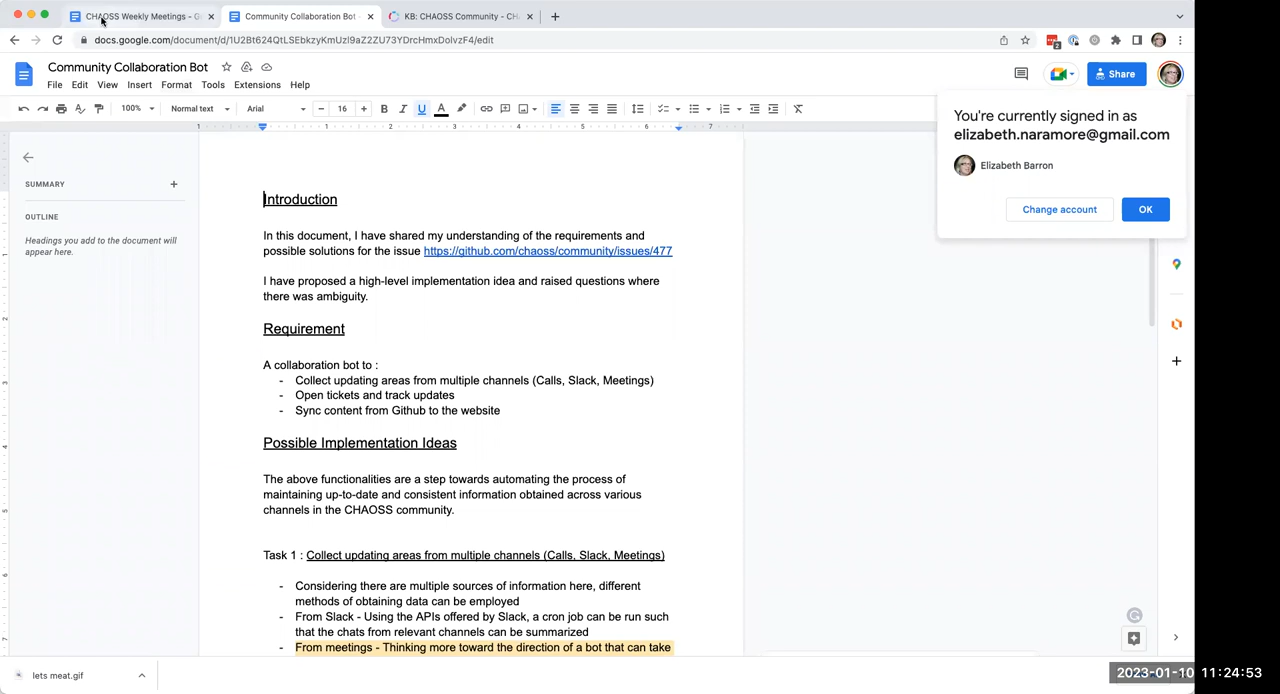 CHAOSS Weekly Meetings - G
Community Collaboration Bot -
KB: CHAOSS Community - CH
docs.google.com/document/d/1U2Bt624QtLSEbkzyKmUzl9aZ2ZU73YDrcHmxDolvzF4/edit
2
Community Collaboration Bot
File Edit View Insert Format Tools Extensions Help
Share
100% Normal text Arial 16 B I U A
1 1 2 3 4 5 6 7
You're currently signed in as
elizabeth.naramore@gmail.com
Elizabeth Barron
Change account OK
SUMMARY
OUTLINE
Headings you add to the document will
appear here.
Introduction
In this document, I have shared my understanding of the requirements and
possible solutions for the issue https://github.com/chaoss/community/issues/477
I have proposed a high-level implementation idea and raised questions where
there was ambiguity.
Requirement
A collaboration bot to :
- Collect updating areas from multiple channels (Calls, Slack, Meetings)
- Open tickets and track updates
- Sync content from Github to the website
Possible Implementation Ideas
The above functionalities are a step towards automating the process of
maintaining up-to-date and consistent information obtained across various
channels in the CHAOSS community.
Task 1 : Collect updating areas from multiple channels (Calls, Slack, Meetings)
- Considering there are multiple sources of information here, different
methods of obtaining data can be employed
- From Slack - Using the APIs offered by Slack, a cron job can be run such
that the chats from relevant channels can be summarized
- From meetings - Thinking more toward the direction of a bot that can take
lets meat.gif
2023-01-10 11:24:53